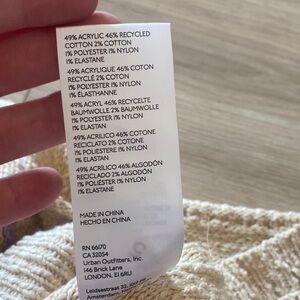 49% ACRYLIC 46% RECYCLED
COTTON 2% COTTON
1% POLYESTER 1% NYLON
1% ELASTANE
49% ACRYLIQUE 46% COTON
RECYCLÉ 2% COTON
1% POLYESTER 1% NYLON
1% ÉLASTHANNE
49% ACRYL 46% RECYCELTE
BAUMWOLLE 2% BAUMWOLLE
1% POLYESTER 1% NYLON
1% ELASTAN
49% ACRILICO 46% COTONE
RICICLATO 2% COTONE
1% POLIESTERE 1% NYLON
1% ELASTAN
49% ACRÍLICO 46% ALGODÓN
RECICLADO 2% ALGODÓN
1% POLIÉSTER 1% NYLON
1% ELASTANO
MADE IN CHINA
HECHO EN CHINA
RN 66170
CA 32054
Urban Outfitters, Inc.
146 Brick Lane
LONDON, E1 6RU
Leidsestraat 32,
Amsterdam,